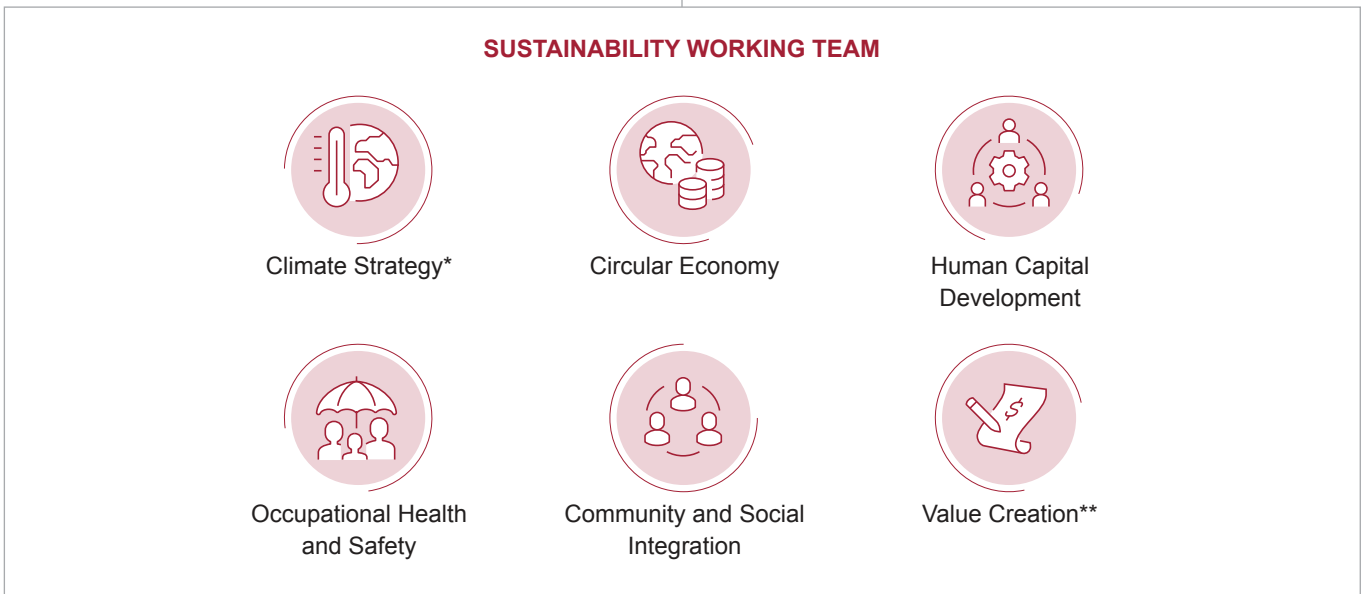 SUSTAINABILITY WORKING TEAM
Climate Strategy*
Circular Economy
Human Capital
Development
$
Occupational Health
and Safety
Community and Social
Integration
Value Creation**